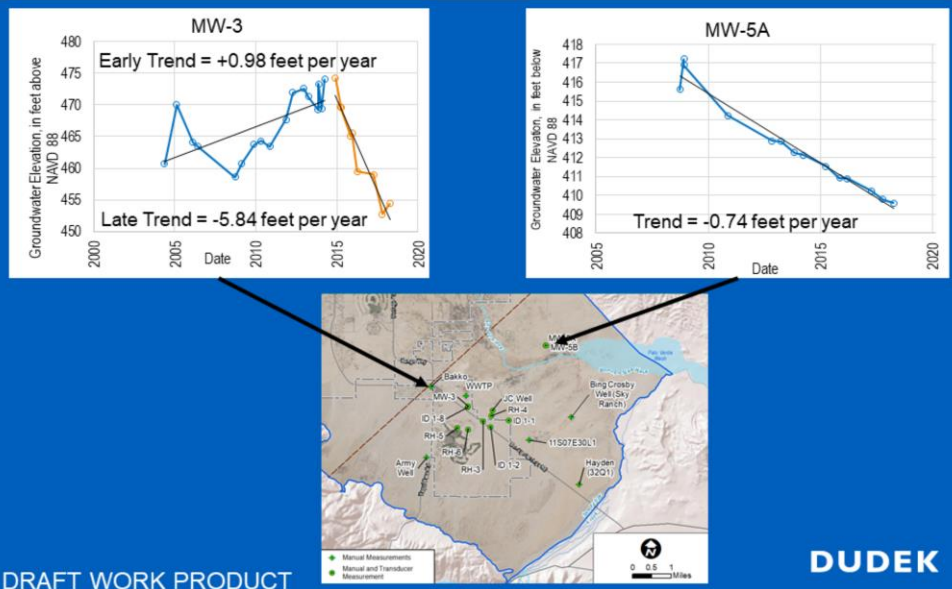 MW-3
480
475
470
465
460
455
450
Groundwater Elevation, in feet above
NAVD 88
Early Trend = +0.98 feet per year
Late Trend = -5.84 feet per year
2000
2005
2010
2015
2020
Date
MW-5A
418
417
416
415
414
413
412
411
410
409
408
Groundwater Elevation, in feet below
NAVD 88
Trend = -0.74 feet per year
2005
2010
2015
2020
Date
MW-5B
Bakko
WWTP
MW-3
JC Well
RH-4
ID 1-8
ID 1-1
RH-5
Bing Crosby
Well (Sky
Ranch)
11S07E30L1
RH-6
Army
Well
RH-3
ID 1-2
Hayden
(32Q1)
Manual Measurements
Manual and Transducer
Measurement
N
0 0.5 1
Miles
DRAFT WORK PRODUCT
DUDEK